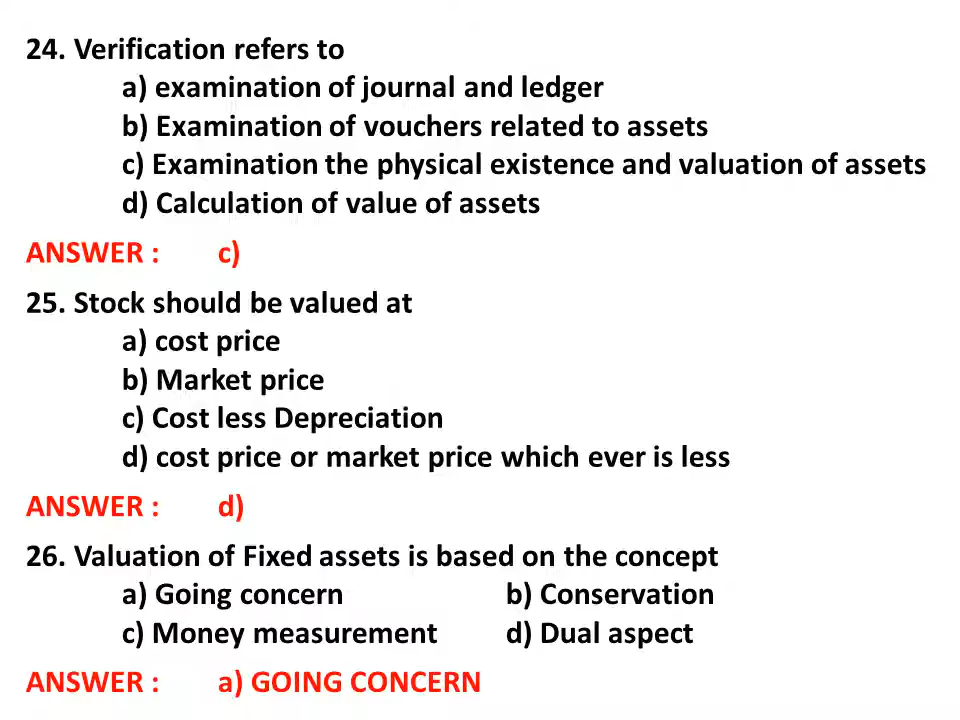 24. Verification refers to
a) examination of journal and ledger
b) Examination of vouchers related to assets
c) Examination the physical existence and valuation of assets
d) Calculation of value of assets
ANSWER : c)
25. Stock should be valued at
a) cost price
b) Market price
c) Cost less Depreciation
d) cost price or market price which ever is less
ANSWER : d)
26. Valuation of Fixed assets is based on the concept
a) Going concern b) Conservation
c) Money measurement d) Dual aspect
ANSWER : a) GOING CONCERN